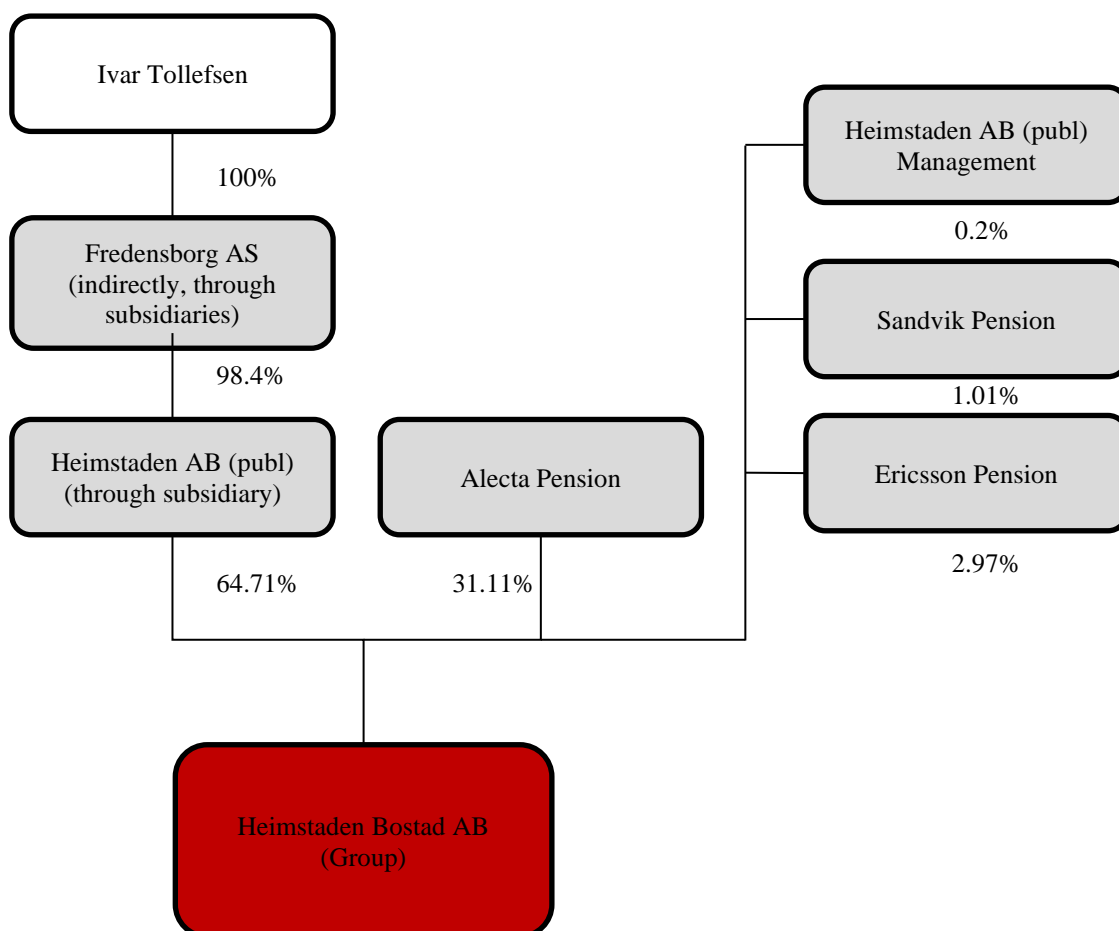 Ivar Tollefsen
100%
Fredensborg AS
(indirectly, through
subsidiaries)
98.4%
Heimstaden AB (publ)
(through subsidiary)
64.71%
Alecta Pension
31.11%
Heimstaden AB (publ)
Management
0.2%
Sandvik Pension
1.01%
Ericsson Pension
2.97%
Heimstaden Bostad AB
(Group)